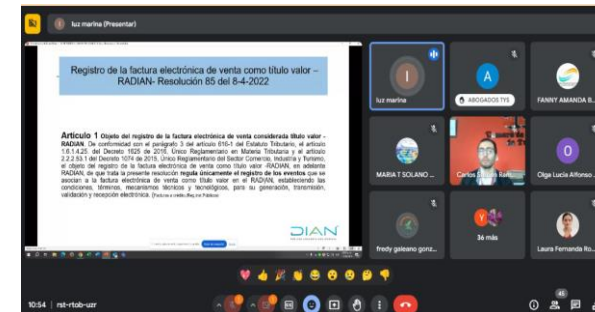 luz marina (Presentar)
Registro de la factura electrónica de venta como título valor –
RADIAN- Resolución 85 del 8-4-2022
Artículo 1 Objeto del registro de la factura electrónica de venta considerada título valor -
RADIAN. De conformidad con el parágrafo 3 del artículo 616-1 del Estatuto Tributario, el artículo
1.6.1.4.25. del Decreto 1625 de 2016, Único Reglamentario en Materia Tributaria y el artículo
2.2.2.53.1 del Decreto 1074 de 2015, Único Reglamentario del Sector Comercio, Industria y Turismo,
el objeto del registro de la factura electrónica de venta como título valor -RADIAN, en adelante
RADIAN, de que trata la presente resolución regula únicamente el registro de los eventos que se
asocian a la factura electrónica de venta como título valor en el RADIAN, estableciendo las
condiciones, términos, mecanismos técnicos y tecnológicos, para su generación, transmisión,
validación y recepción electrónica.
DIAN
luz marina
ABOGADOS TYS
FANNY AMANDA B...
MARIA T SOLANO ...
Olga Lucía Alfonso...
fredy galeano gonz...
36 más
Laura Fernanda Ro...
10:54 | rst-rtob-uzr
45